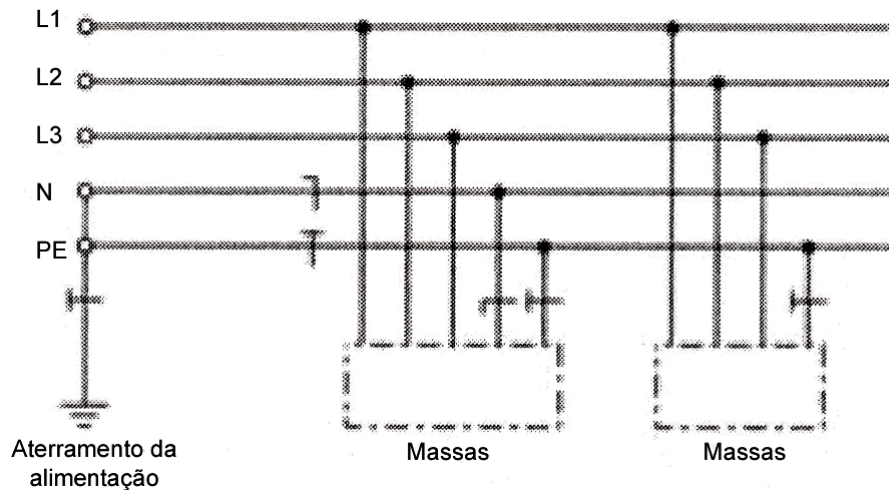 L1
L2
L3
N
PE
Aterramento da
alimentação
Massas
Massas